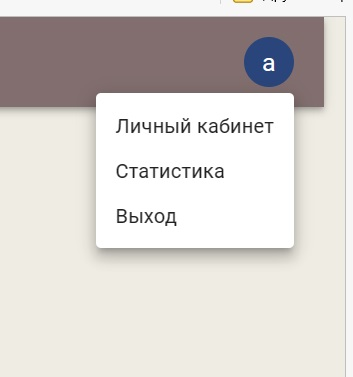 а
Личный кабинет
Статистика
Выход